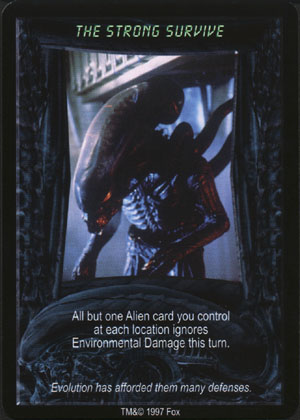 THE STRONG SURVIVE
All but one Alien card you control
at each location ignores
Environmental Damage this turn.
Evolution has afforded them many defenses.
TM&© 1997 Fox